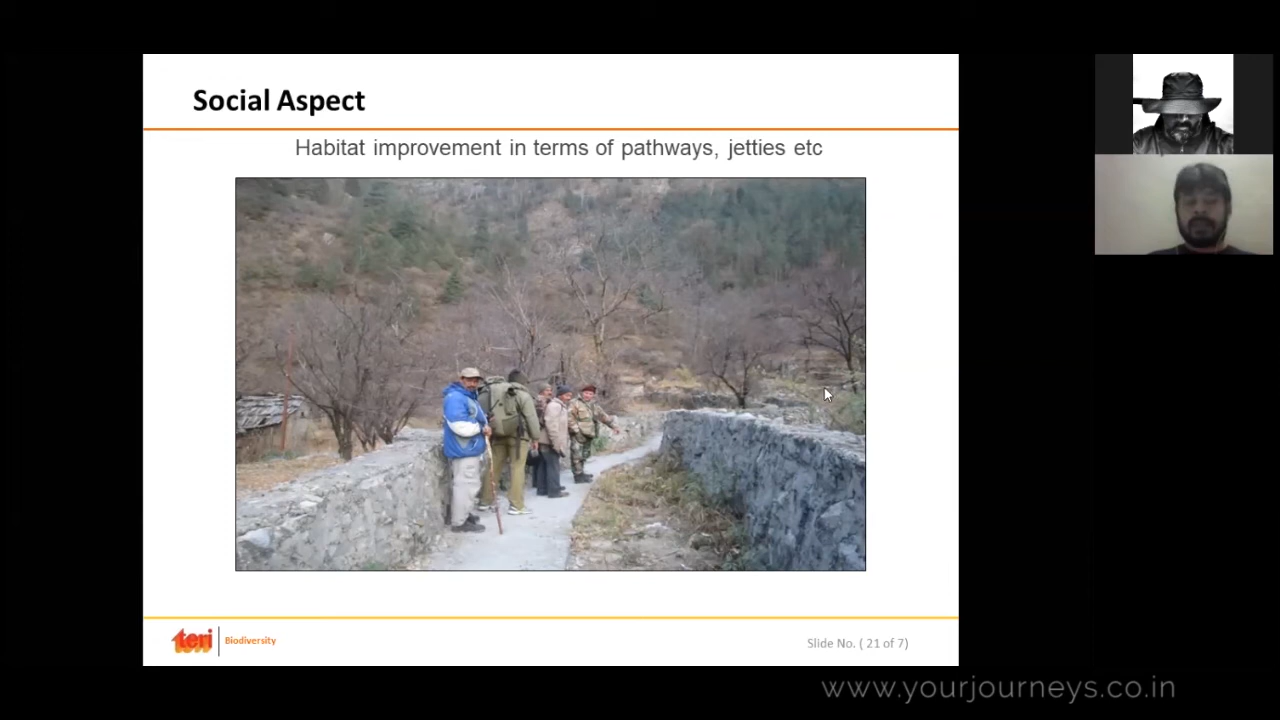 Social Aspect
Habitat improvement in terms of pathways, jetties etc
teri
Biodiversity
Slide No. ( 21 of 7)
www.yourjourneys.co.in